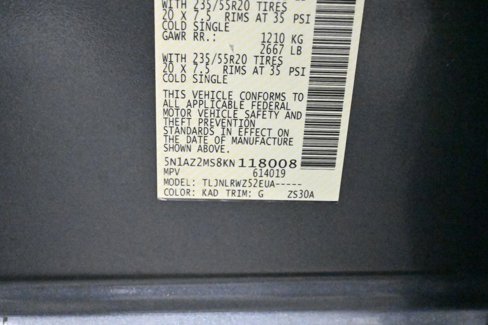 WITH 235/55R20 TIRES
20 X 7.5 RIMS AT 35 PSI
COLD SINGLE
GAWR RR.: 1210 KG
2667 LB
WITH 235/55R20 TIRES
20 X 7.5 RIMS AT 35 PSI
COLD SINGLE
THIS VEHICLE CONFORMS TO
ALL APPLICABLE FEDERAL
MOTOR VEHICLE SAFETY AND
THEFT PREVENTION
STANDARDS IN EFFECT ON
THE DATE OF MANUFACTURE
SHOWN ABOVE.
5N1AZ2MS8KN118008
MPV 614019
MODEL: TLJNLRWZ52EUA-----
COLOR: KAD TRIM: G ZS30A